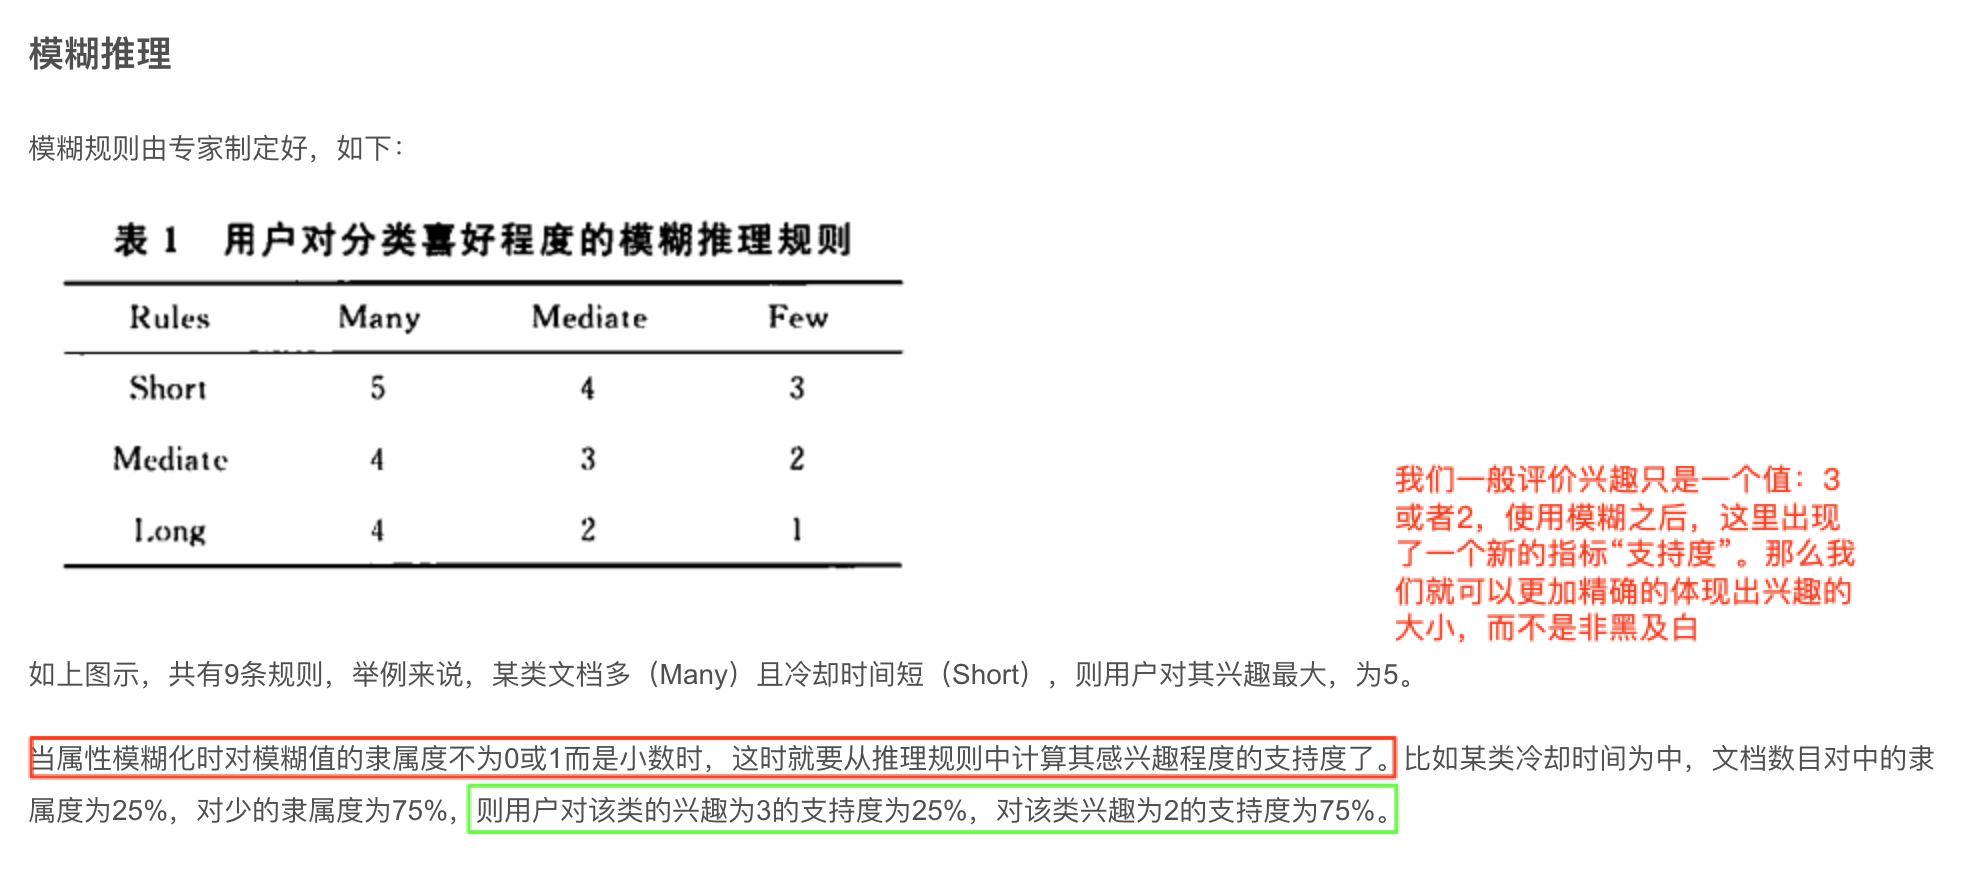 模糊推理
模糊规则由专家制定好，如下：
表 1 用户对分类喜好程度的模糊推理规则
Rules Many Mediate Few
Short 5 4 3
Mediate 4 3 2
Long 4 2 1
我们一般评价兴趣只是一个值：3
或者2，使用模糊之后，这里出现
了一个新的指标“支持度”。那么我
们就可以更加精确的体现出兴趣的
大小，而不是非黑及白
如上图示，共有9条规则，举例来说，某类文档多（Many）且冷却时间短（Short），则用户对其兴趣最大，为5。
当属性模糊化时对模糊值的隶属度不为0或1而是小数时，这时就要从推理规则中计算其感兴趣程度的支持度了。比如某类冷却时间为中，文档数目对中的隶
属度为25%，对少的隶属度为75%，则用户对该类的兴趣为3的支持度为25%，对该类兴趣为2的支持度为75%。